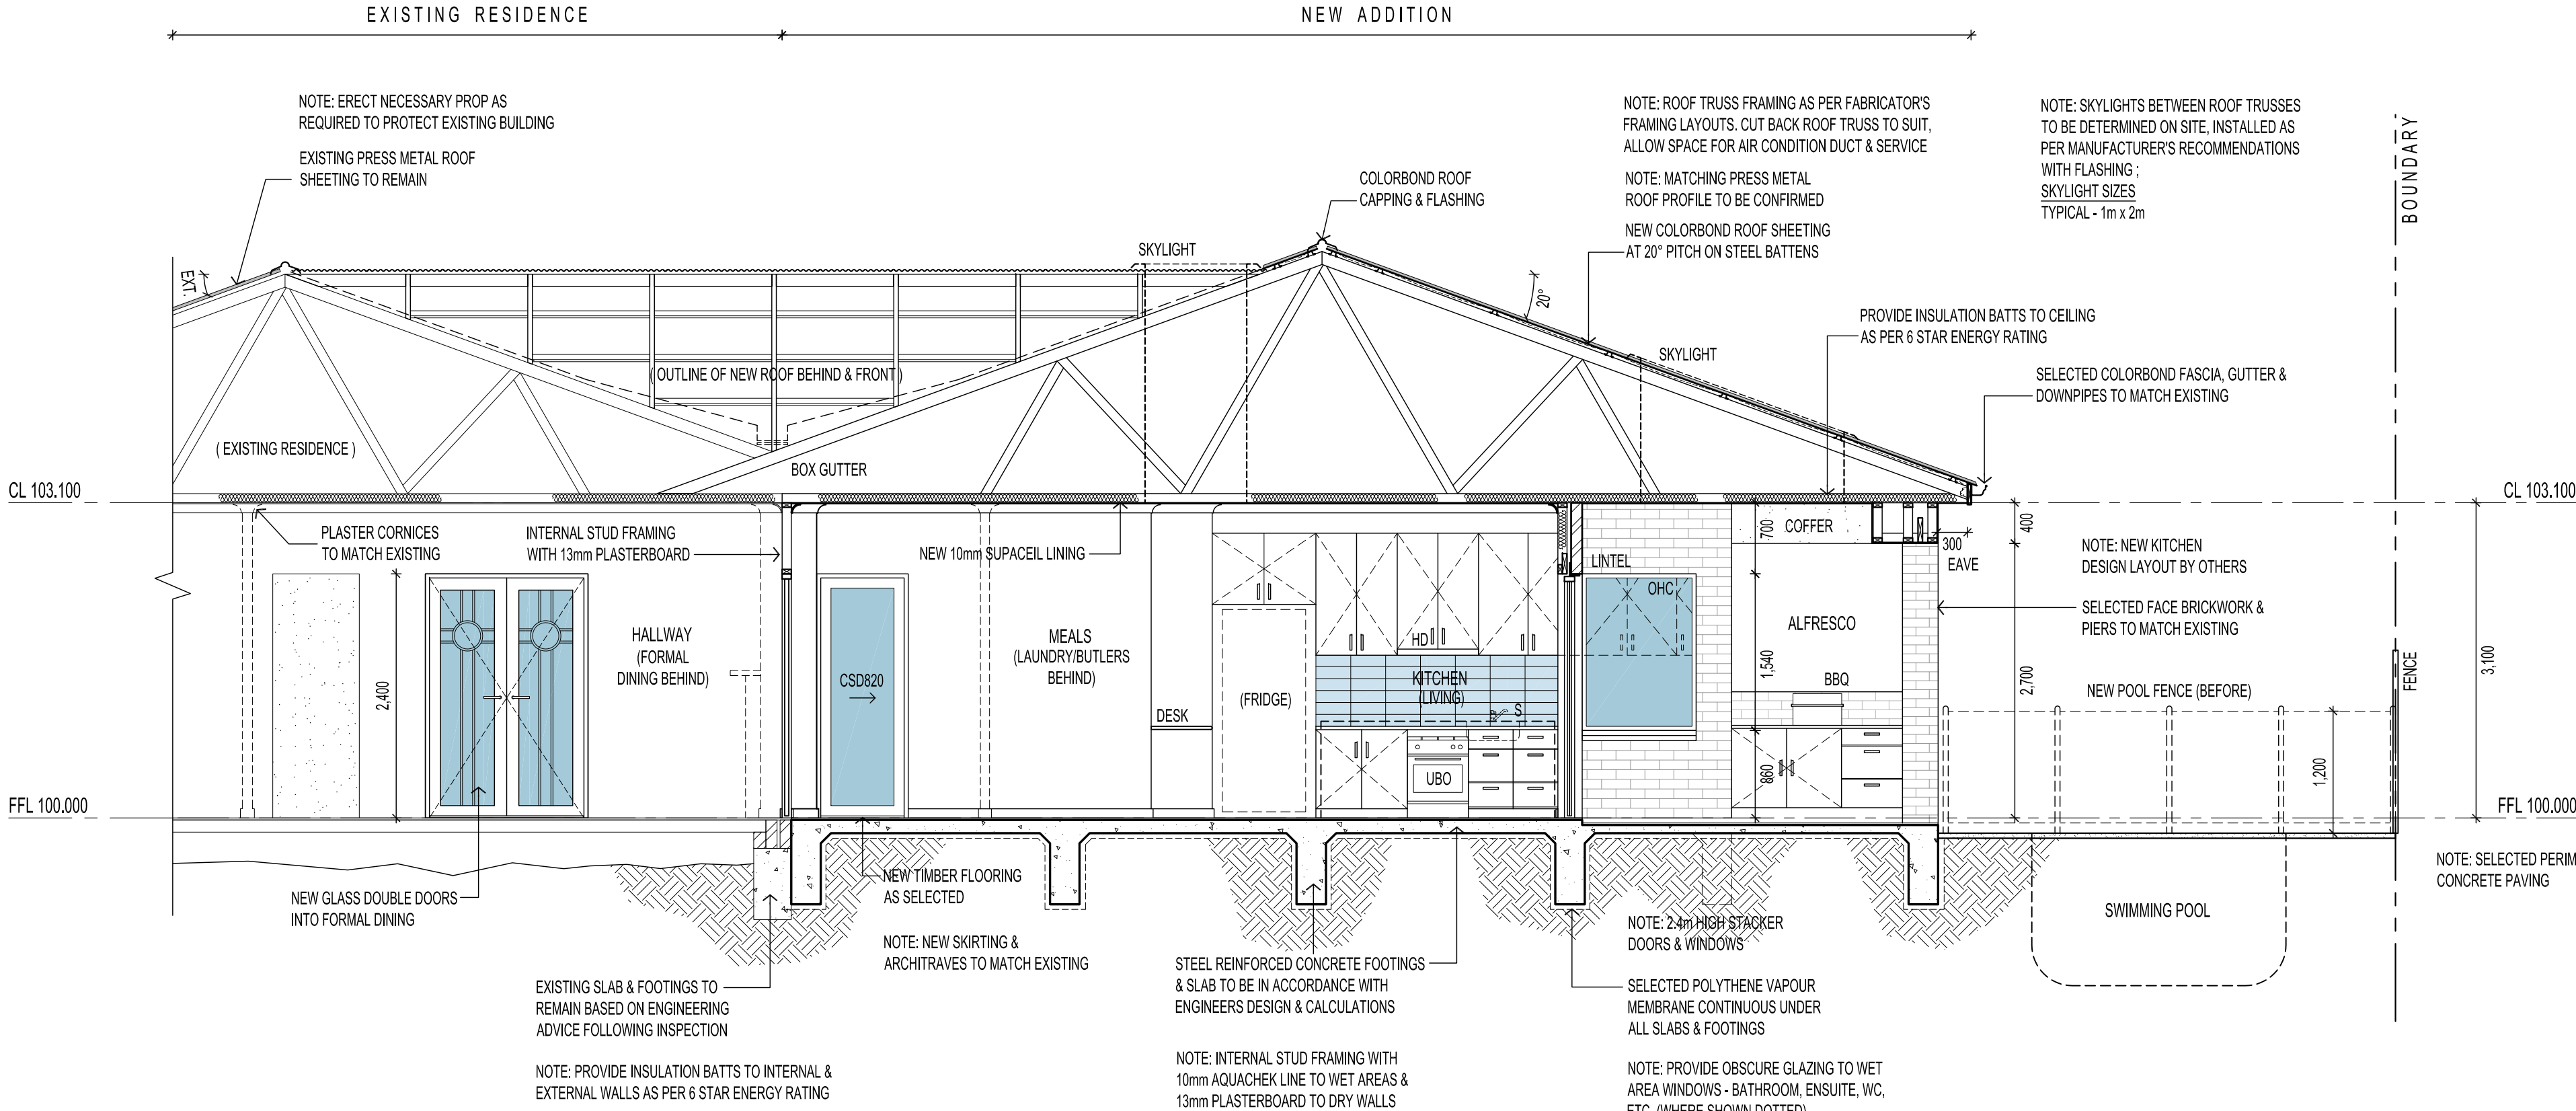 EXISTING RESIDENCE
NEW ADDITION
NOTE: ERECT NECESSARY PROP AS
REQUIRED TO PROTECT EXISTING BUILDING
EXISTING PRESS METAL ROOF
SHEETING TO REMAIN
COLORBOND ROOF
CAPPING & FLASHING
NOTE: ROOF TRUSS FRAMING AS PER FABRICATOR'S
FRAMING LAYOUTS. CUT BACK ROOF TRUSS TO SUIT,
ALLOW SPACE FOR AIR CONDITION DUCT & SERVICE
NOTE: MATCHING PRESS METAL
ROOF PROFILE TO BE CONFIRMED
NEW COLORBOND ROOF SHEETING
AT 20° PITCH ON STEEL BATTENS
NOTE: SKYLIGHTS BETWEEN ROOF TRUSSES
TO BE DETERMINED ON SITE, INSTALLED AS
PER MANUFACTURER'S RECOMMENDATIONS
WITH FLASHING ;
SKYLIGHT SIZES
TYPICAL - 1m x 2m
BOUNDARY
EXT.
SKYLIGHT
20°
SKYLIGHT
PROVIDE INSULATION BATTS TO CEILING
AS PER 6 STAR ENERGY RATING
SELECTED COLORBOND FASCIA, GUTTER &
DOWNPIPES TO MATCH EXISTING
( OUTLINE OF NEW ROOF BEHIND & FRONT )
( EXISTING RESIDENCE )
BOX GUTTER
CL 103.100
CL 103.100
PLASTER CORNICES
TO MATCH EXISTING
INTERNAL STUD FRAMING
WITH 13mm PLASTERBOARD
NEW 10mm SUPACEIL LINING
LINTEL
700
COFFER
300
EAVE
400
NOTE: NEW KITCHEN
DESIGN LAYOUT BY OTHERS
SELECTED FACE BRICKWORK &
PIERS TO MATCH EXISTING
2,400
HALLWAY
(FORMAL
DINING BEHIND)
CSD820
MEALS
(LAUNDRY/BUTLERS
BEHIND)
DESK
(FRIDGE)
HD
KITCHEN
(LIVING)
S
UBO
OHC
1,540
860
ALFRESCO
BBQ
2,700
NEW POOL FENCE (BEFORE)
1,200
FENCE
3,100
FFL 100.000
FFL 100.000
NEW GLASS DOUBLE DOORS
INTO FORMAL DINING
NEW TIMBER FLOORING
AS SELECTED
NOTE: NEW SKIRTING &
ARCHITRAVES TO MATCH EXISTING
EXISTING SLAB & FOOTINGS TO
REMAIN BASED ON ENGINEERING
ADVICE FOLLOWING INSPECTION
NOTE: PROVIDE INSULATION BATTS TO INTERNAL &
EXTERNAL WALLS AS PER 6 STAR ENERGY RATING
STEEL REINFORCED CONCRETE FOOTINGS
& SLAB TO BE IN ACCORDANCE WITH
ENGINEERS DESIGN & CALCULATIONS
NOTE: INTERNAL STUD FRAMING WITH
10mm AQUACHEK LINE TO WET AREAS &
13mm PLASTERBOARD TO DRY WALLS
NOTE: 2.4m HIGH STACKER
DOORS & WINDOWS
SELECTED POLYTHENE VAPOUR
MEMBRANE CONTINUOUS UNDER
ALL SLABS & FOOTINGS
NOTE: PROVIDE OBSCURE GLAZING TO WET
AREA WINDOWS - BATHROOM, ENSUITE, WC,
ETC. (WHERE SHOWN DOTTED)
SWIMMING POOL
NOTE: SELECTED PERIM
CONCRETE PAVING